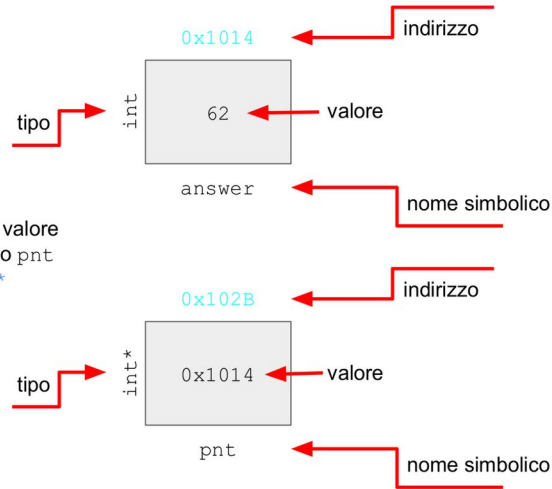 indirizzo
0x1014
int
62
valore
tipo
answer
nome simbolico
valore
o pnt
*
indirizzo
0x102B
int*
0x1014
valore
tipo
pnt
nome simbolico